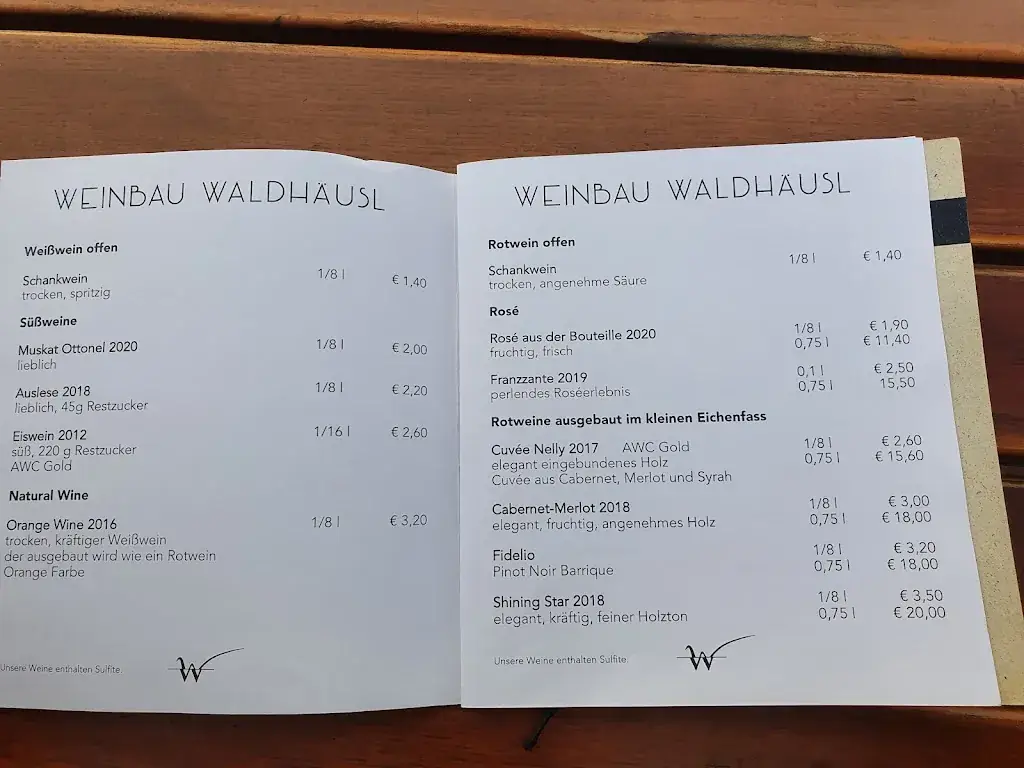 WEINBAU WALDHÄUSL
Weißwein offen
Schankwein 1/8 l € 1,40
trocken, spritzig
Süßweine
Muskat Ottonel 2020 1/8 l € 2,00
lieblich
Auslese 2018 1/8 l € 2,20
lieblich, 45g Restzucker
Eiswein 2012 1/16 l € 2,60
süß, 220 g Restzucker
AWC Gold
Natural Wine
Orange Wine 2016 1/8 l € 3,20
trocken, kräftiger Weißwein
der ausgebaut wird wie ein Rotwein
Orange Farbe
Unsere Weine enthalten Sulfite.
W
WEINBAU WALDHÄUSL
Rotwein offen
Schankwein 1/8 l € 1,40
trocken, angenehme Säure
Rosé
Rosé aus der Bouteille 2020 1/8 l € 1,90
fruchtig, frisch 0,75 l € 11,40
Franzzante 2019 0,1 l € 2,50
perlendes Roséerlebnis 0,75 l 15,50
Rotweine ausgebaut im kleinen Eichenfass
Cuvée Nelly 2017 AWC Gold 1/8 l € 2,60
elegant eingebundenes Holz 0,75 l € 15,60
Cuvée aus Cabernet, Merlot und Syrah
Cabernet-Merlot 2018 1/8 l € 3,00
elegant, fruchtig, angenehmes Holz 0,75 l € 18,00
Fidelio 1/8 l € 3,20
Pinot Noir Barrique 0,75 l € 18,00
Shining Star 2018 1/8 l € 3,50
elegant, kräftig, feiner Holzton 0,75 l € 20,00
Unsere Weine enthalten Sulfite.
W